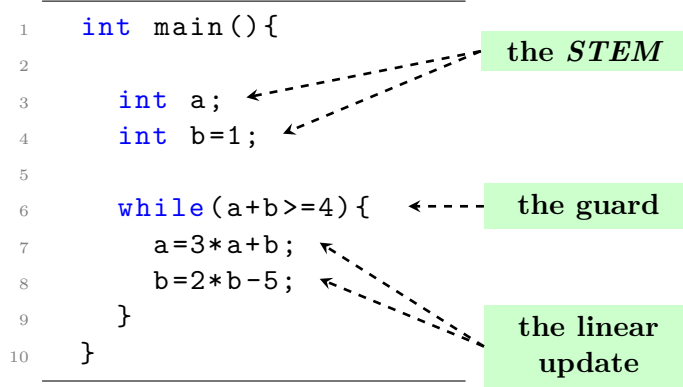 1 int main(){
2
3 int a;
4 int b=1;
5
6 while(a+b>=4){
7 a=3*a+b;
8 b=2*b-5;
9 }
10 }
the STEM
the guard
the linear
update